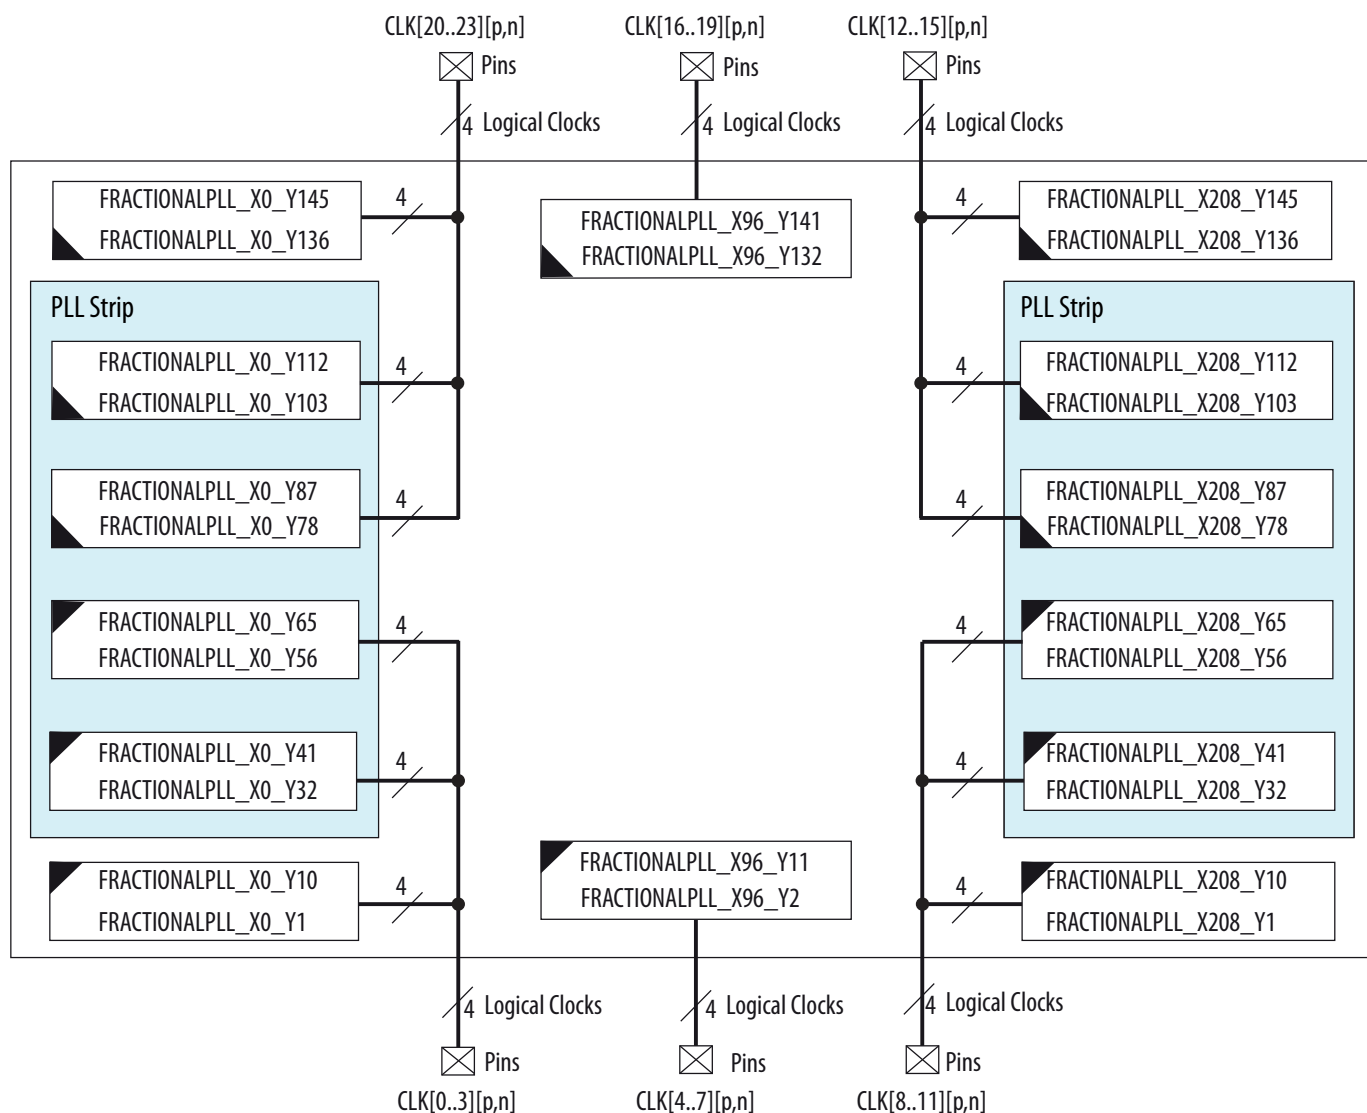 CLK[20..23][p,n]
CLK[16..19][p,n]
CLK[12..15][p,n]
Pins
Pins
Pins
4 Logical Clocks
4 Logical Clocks
4 Logical Clocks
FRACTIONALPLL_X0_Y145
FRACTIONALPLL_X0_Y136
4
FRACTIONALPLL_X96_Y141
FRACTIONALPLL_X96_Y132
4
FRACTIONALPLL_X208_Y145
FRACTIONALPLL_X208_Y136
PLL Strip
PLL Strip
FRACTIONALPLL_X0_Y112
FRACTIONALPLL_X0_Y103
4
4
FRACTIONALPLL_X208_Y112
FRACTIONALPLL_X208_Y103
FRACTIONALPLL_X0_Y87
FRACTIONALPLL_X0_Y78
4
4
FRACTIONALPLL_X208_Y87
FRACTIONALPLL_X208_Y78
FRACTIONALPLL_X0_Y65
FRACTIONALPLL_X0_Y56
4
4
FRACTIONALPLL_X208_Y65
FRACTIONALPLL_X208_Y56
FRACTIONALPLL_X0_Y41
FRACTIONALPLL_X0_Y32
4
4
FRACTIONALPLL_X208_Y41
FRACTIONALPLL_X208_Y32
FRACTIONALPLL_X0_Y10
FRACTIONALPLL_X0_Y1
4
FRACTIONALPLL_X96_Y11
FRACTIONALPLL_X96_Y2
4
FRACTIONALPLL_X208_Y10
FRACTIONALPLL_X208_Y1
4 Logical Clocks
4 Logical Clocks
4 Logical Clocks
Pins
Pins
Pins
CLK[0..3][p,n]
CLK[4..7][p,n]
CLK[8..11][p,n]